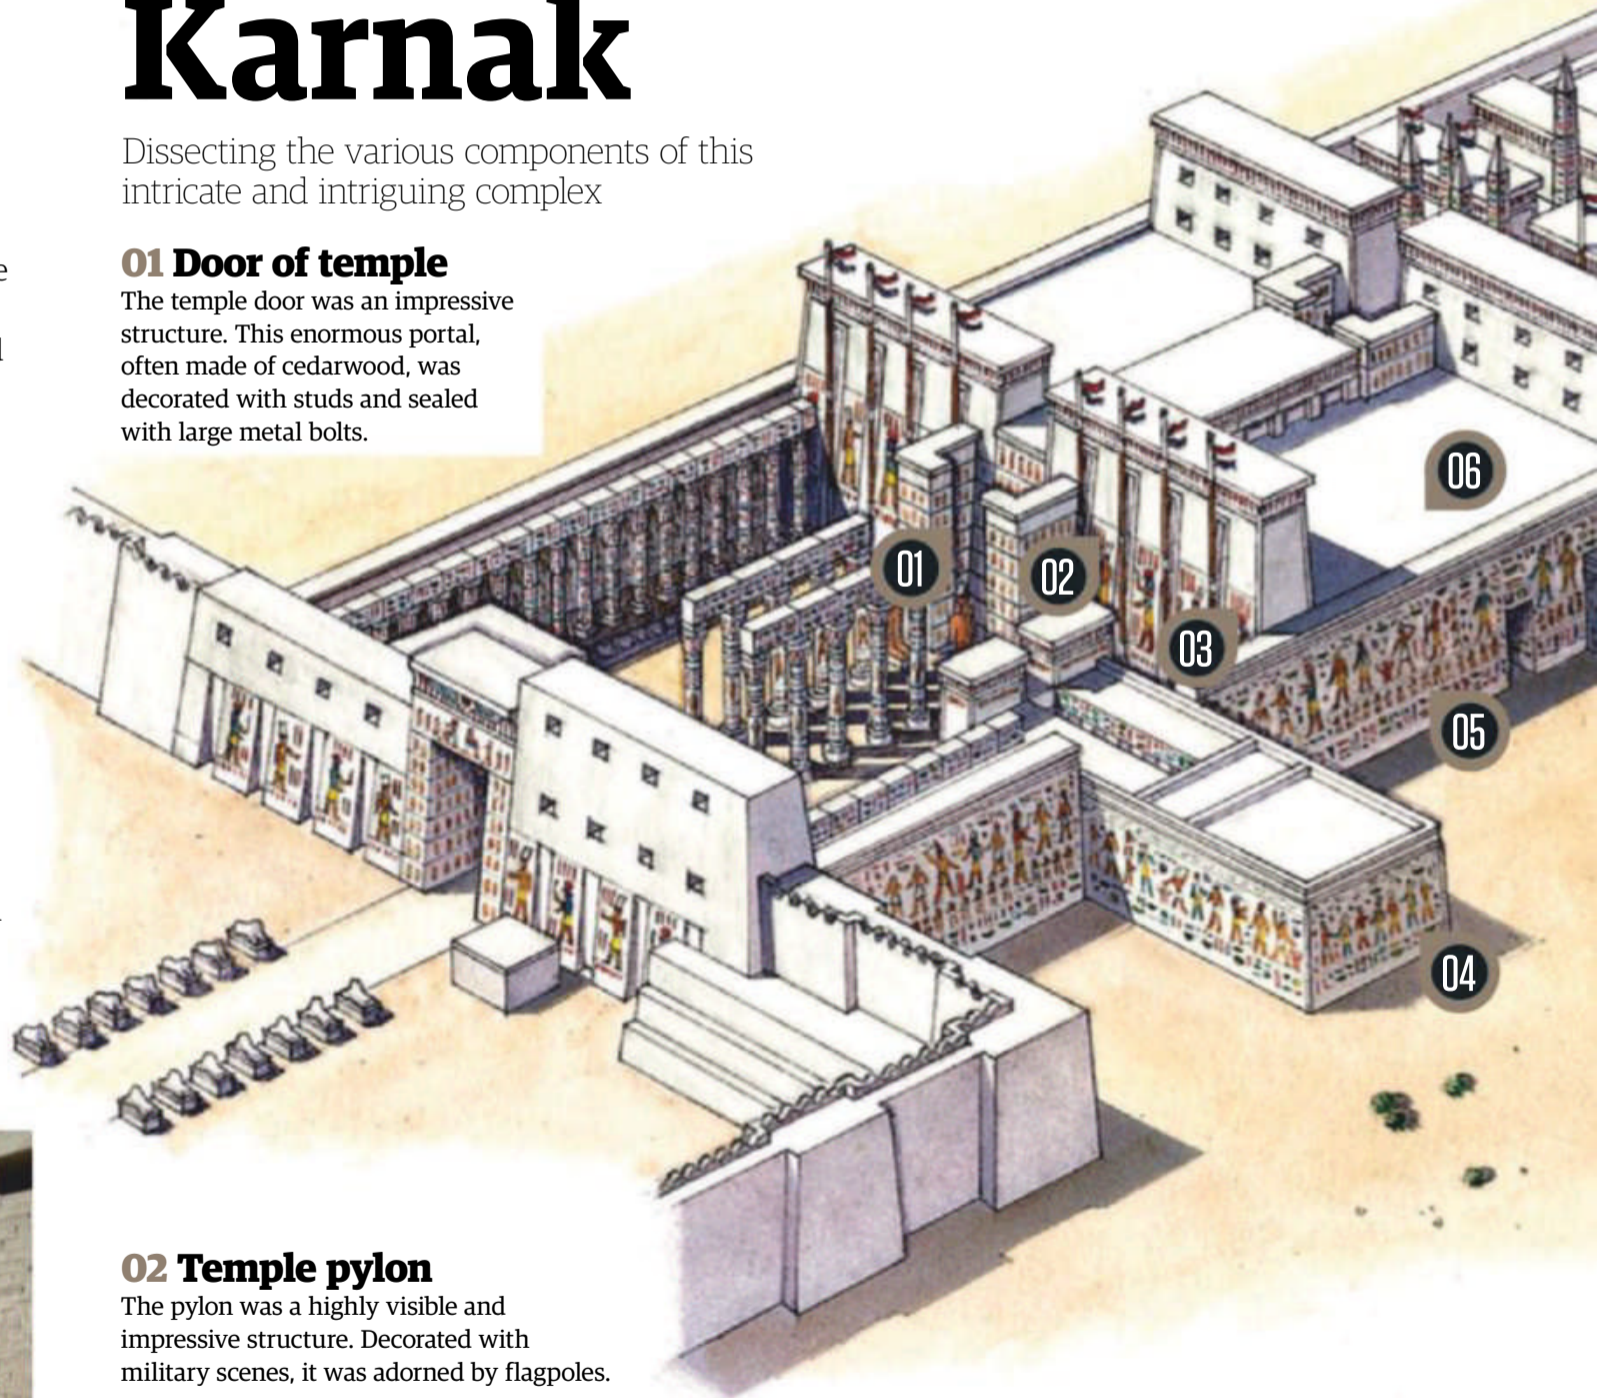 Karnak
Dissecting the various components of this
intricate and intriguing complex
01 Door of temple
The temple door was an impressive
structure. This enormous portal,
often made of cedarwood, was
decorated with studs and sealed
with large metal bolts.
01
02
03
04
05
06
02 Temple pylon
The pylon was a highly visible and
impressive structure. Decorated with
military scenes, it was adorned by flagpoles.